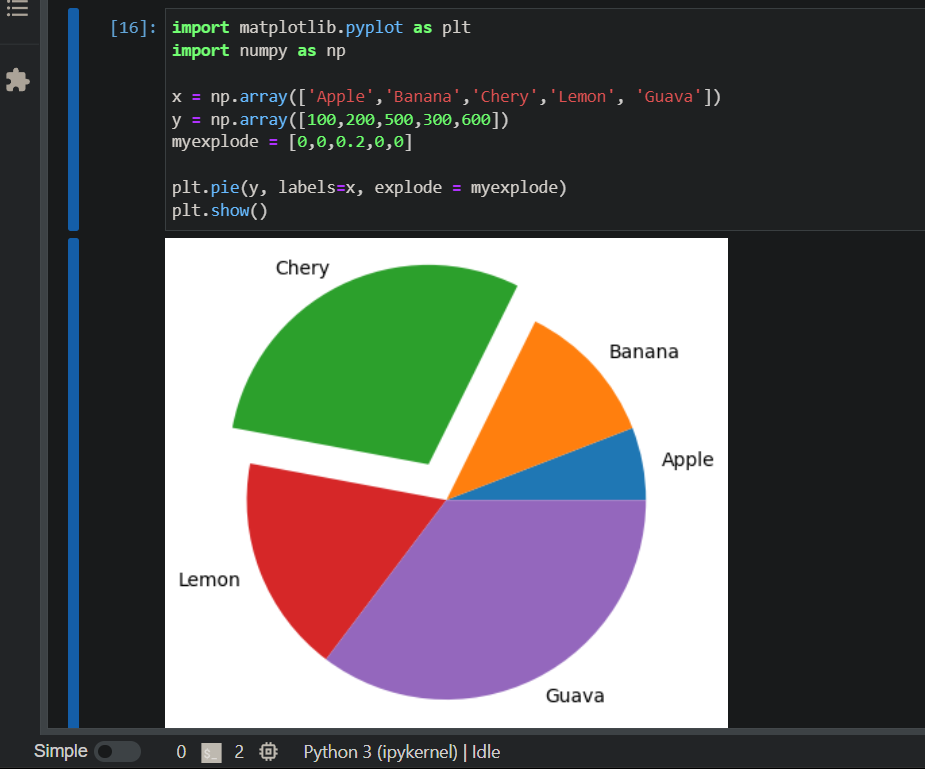 [16]: import matplotlib.pyplot as plt
import numpy as np
x = np.array(['Apple','Banana','Chery','Lemon', 'Guava'])
y = np.array([100,200,500,300,600])
myexplode = [0,0,0.2,0,0]
plt.pie(y, labels=x, explode = myexplode)
plt.show()
Chery
Banana
Apple
Lemon
Guava
Simple 0 $_ 2 Python 3 (ipykernel) | Idle